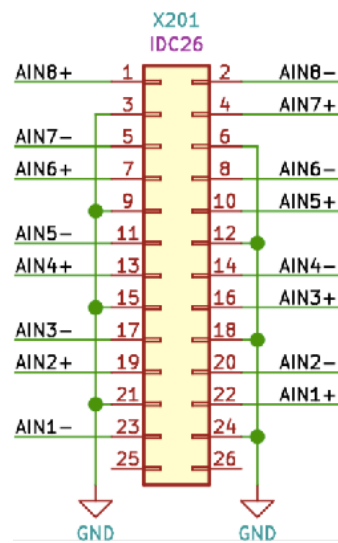 X201
IDC26
AIN8+ 1 2 AIN8-
3 4 AIN7+
AIN7- 5 6
AIN6+ 7 8 AIN6-
9 10 AIN5+
AIN5- 11 12
AIN4+ 13 14 AIN4-
15 16 AIN3+
AIN3- 17 18
AIN2+ 19 20 AIN2-
21 22 AIN1+
AIN1- 23 24
25 26
GND GND